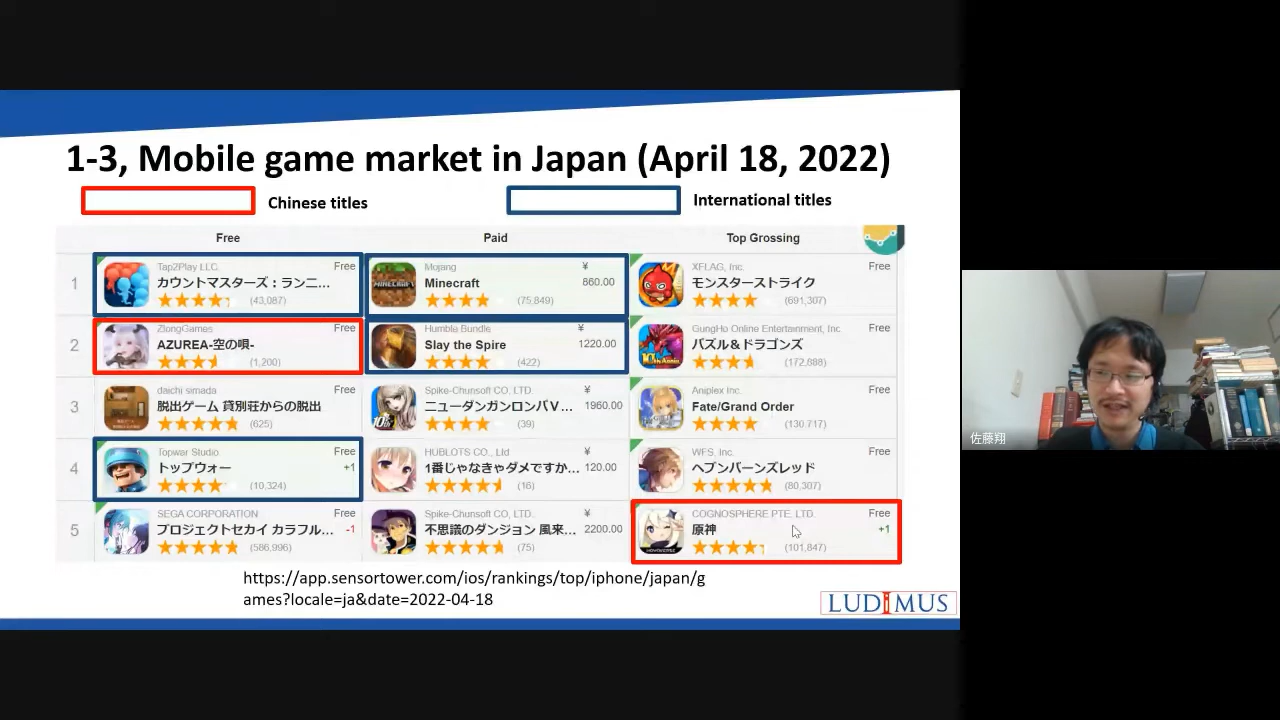 1-3, Mobile game market in Japan (April 18, 2022)
Chinese titles
International titles
Free
Paid
Top Grossing
1
Tap2Play LLC.
Free
カウントマスターズ：ラン二...
(43,087)
Mojang
¥
Minecraft
860.00
(75,849)
XFLAG, Inc.
Free
モンスターストライク
(691,307)
2
ZlongGames
Free
AZUREA-空の唄-
(1,200)
Humble Bundle
¥
Slay the Spire
1220.00
(422)
GungHo Online Entertainment, Inc.
Free
パズル＆ドラゴンズ
(172,888)
3
daichi simada
Free
脱出ゲーム 貸別荘からの脱出
(625)
Spike-Chunsoft CO, LTD.
¥
ニューダンガンロンパＶ...
1960.00
(39)
Aniplex Inc.
Free
Fate/Grand Order
(130,717)
4
Topwar Studio
Free
トップウォー
+1
(10,324)
HUBLOTS CO., Ltd
¥
1番じゃなきゃダメですか...
120.00
(16)
WFS, Inc.
Free
ヘブンバーンズレッド
(80,307)
5
SEGA CORPORATION
Free
プロジェクトセカイ カラフル...
-1
(586,996)
Spike-Chunsoft CO, LTD.
¥
不思議のダンジョン 風来...
2200.00
(75)
COGNOSPHERE PTE. LTD.
Free
原神
+1
(101,847)
https://app.sensortower.com/ios/rankings/top/iphone/japan/g
ames?locale=ja&date=2022-04-18
LUDiMUS
佐藤翔